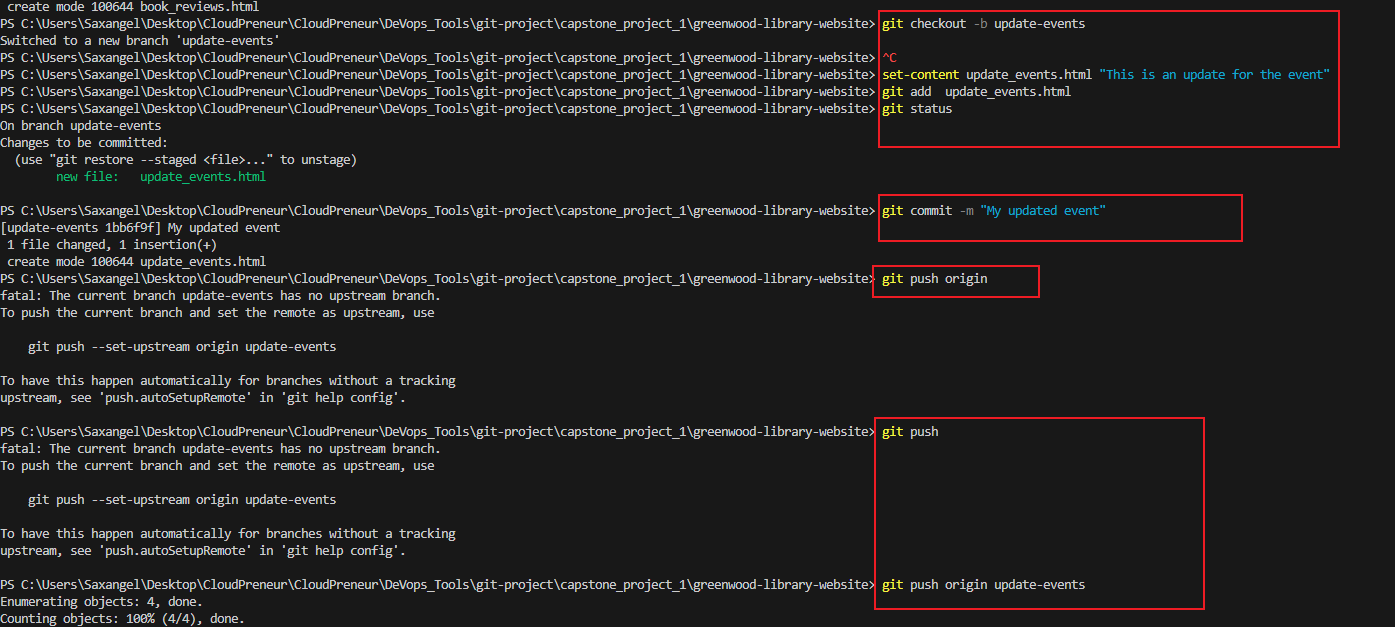 create mode 100644 book_reviews.html
PS C:\Users\Saxangel\Desktop\CloudPreneur\CloudPreneur\DeVops_Tools\git-project\capstone_project_1\greenwood-library-website> git checkout -b update-events
Switched to a new branch 'update-events'
PS C:\Users\Saxangel\Desktop\CloudPreneur\CloudPreneur\DeVops_Tools\git-project\capstone_project_1\greenwood-library-website> ^C
PS C:\Users\Saxangel\Desktop\CloudPreneur\CloudPreneur\DeVops_Tools\git-project\capstone_project_1\greenwood-library-website> set-content update_events.html "This is an update for the event"
PS C:\Users\Saxangel\Desktop\CloudPreneur\CloudPreneur\DeVops_Tools\git-project\capstone_project_1\greenwood-library-website> git add  update_events.html
PS C:\Users\Saxangel\Desktop\CloudPreneur\CloudPreneur\DeVops_Tools\git-project\capstone_project_1\greenwood-library-website> git status
On branch update-events
Changes to be committed:
  (use "git restore --staged <file>..." to unstage)
        new file:   update_events.html
PS C:\Users\Saxangel\Desktop\CloudPreneur\CloudPreneur\DeVops_Tools\git-project\capstone_project_1\greenwood-library-website> git commit -m "My updated event"
[update-events 1bb6f9f] My updated event
 1 file changed, 1 insertion(+)
 create mode 100644 update_events.html
PS C:\Users\Saxangel\Desktop\CloudPreneur\CloudPreneur\DeVops_Tools\git-project\capstone_project_1\greenwood-library-website> git push origin
fatal: The current branch update-events has no upstream branch.
To push the current branch and set the remote as upstream, use
    git push --set-upstream origin update-events
To have this happen automatically for branches without a tracking
upstream, see 'push.autoSetupRemote' in 'git help config'.
PS C:\Users\Saxangel\Desktop\CloudPreneur\CloudPreneur\DeVops_Tools\git-project\capstone_project_1\greenwood-library-website> git push
fatal: The current branch update-events has no upstream branch.
To push the current branch and set the remote as upstream, use
    git push --set-upstream origin update-events
To have this happen automatically for branches without a tracking
upstream, see 'push.autoSetupRemote' in 'git help config'.
PS C:\Users\Saxangel\Desktop\CloudPreneur\CloudPreneur\DeVops_Tools\git-project\capstone_project_1\greenwood-library-website> git push origin update-events
Enumerating objects: 4, done.
Counting objects: 100% (4/4), done.